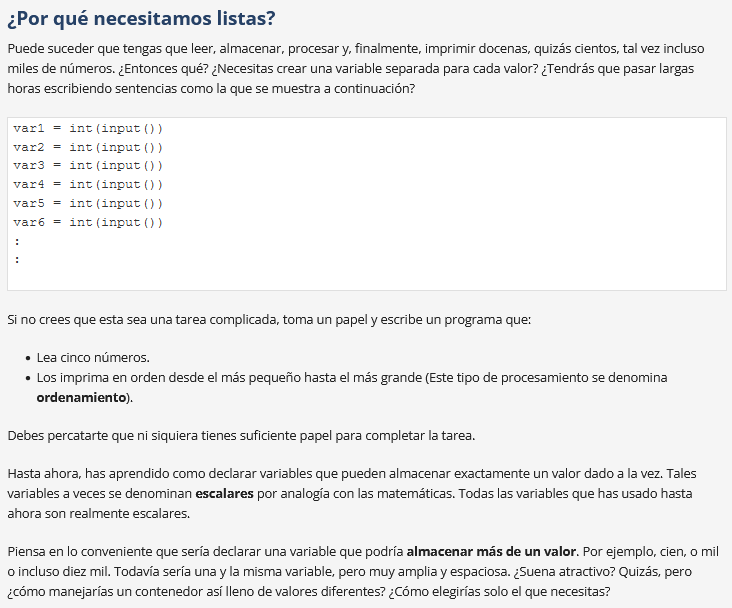 ¿Por qué necesitamos listas?
Puede suceder que tengas que leer, almacenar, procesar y, finalmente, imprimir docenas, quizás cientos, tal vez incluso
miles de números. ¿Entonces qué? ¿Necesitas crear una variable separada para cada valor? ¿Tendrás que pasar largas
horas escribiendo sentencias como la que se muestra a continuación?
var1 = int(input())
var2 = int(input())
var3 = int(input())
var4 = int(input())
var5 = int(input())
var6 = int(input())
:
:
Si no crees que esta sea una tarea complicada, toma un papel y escribe un programa que:
• Lea cinco números.
• Los imprima en orden desde el más pequeño hasta el más grande (Este tipo de procesamiento se denomina
ordenamiento).
Debes percatarte que ni siquiera tienes suficiente papel para completar la tarea.
Hasta ahora, has aprendido como declarar variables que pueden almacenar exactamente un valor dado a la vez. Tales
variables a veces se denominan escalares por analogía con las matemáticas. Todas las variables que has usado hasta
ahora son realmente escalares.
Piensa en lo conveniente que sería declarar una variable que podría almacenar más de un valor. Por ejemplo, cien, o mil
o incluso diez mil. Todavía sería una y la misma variable, pero muy amplia y espaciosa. ¿Suena atractivo? Quizás, pero
¿cómo manejarías un contenedor así lleno de valores diferentes? ¿Cómo elegirías solo el que necesitas?